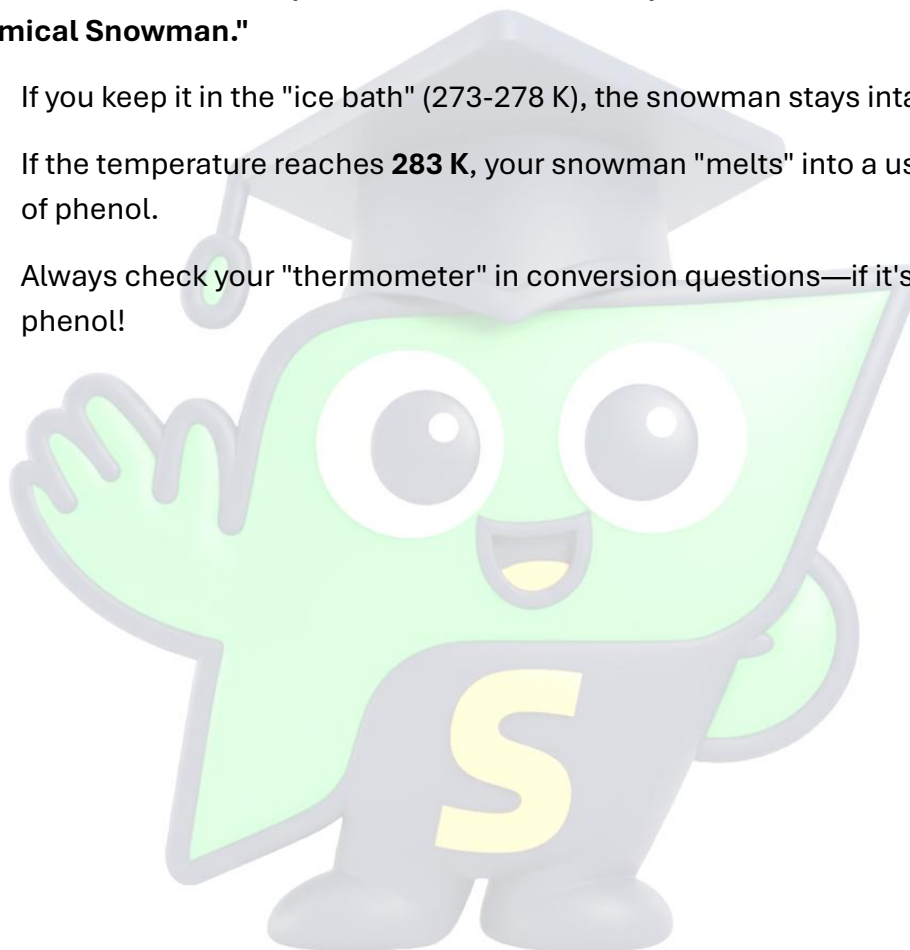 mical Snowman."
If you keep it in the "ice bath" (273-278 K), the snowman stays inta
If the temperature reaches 283 K, your snowman "melts" into a us
of phenol.
Always check your "thermometer" in conversion questions—if it's
phenol!
S